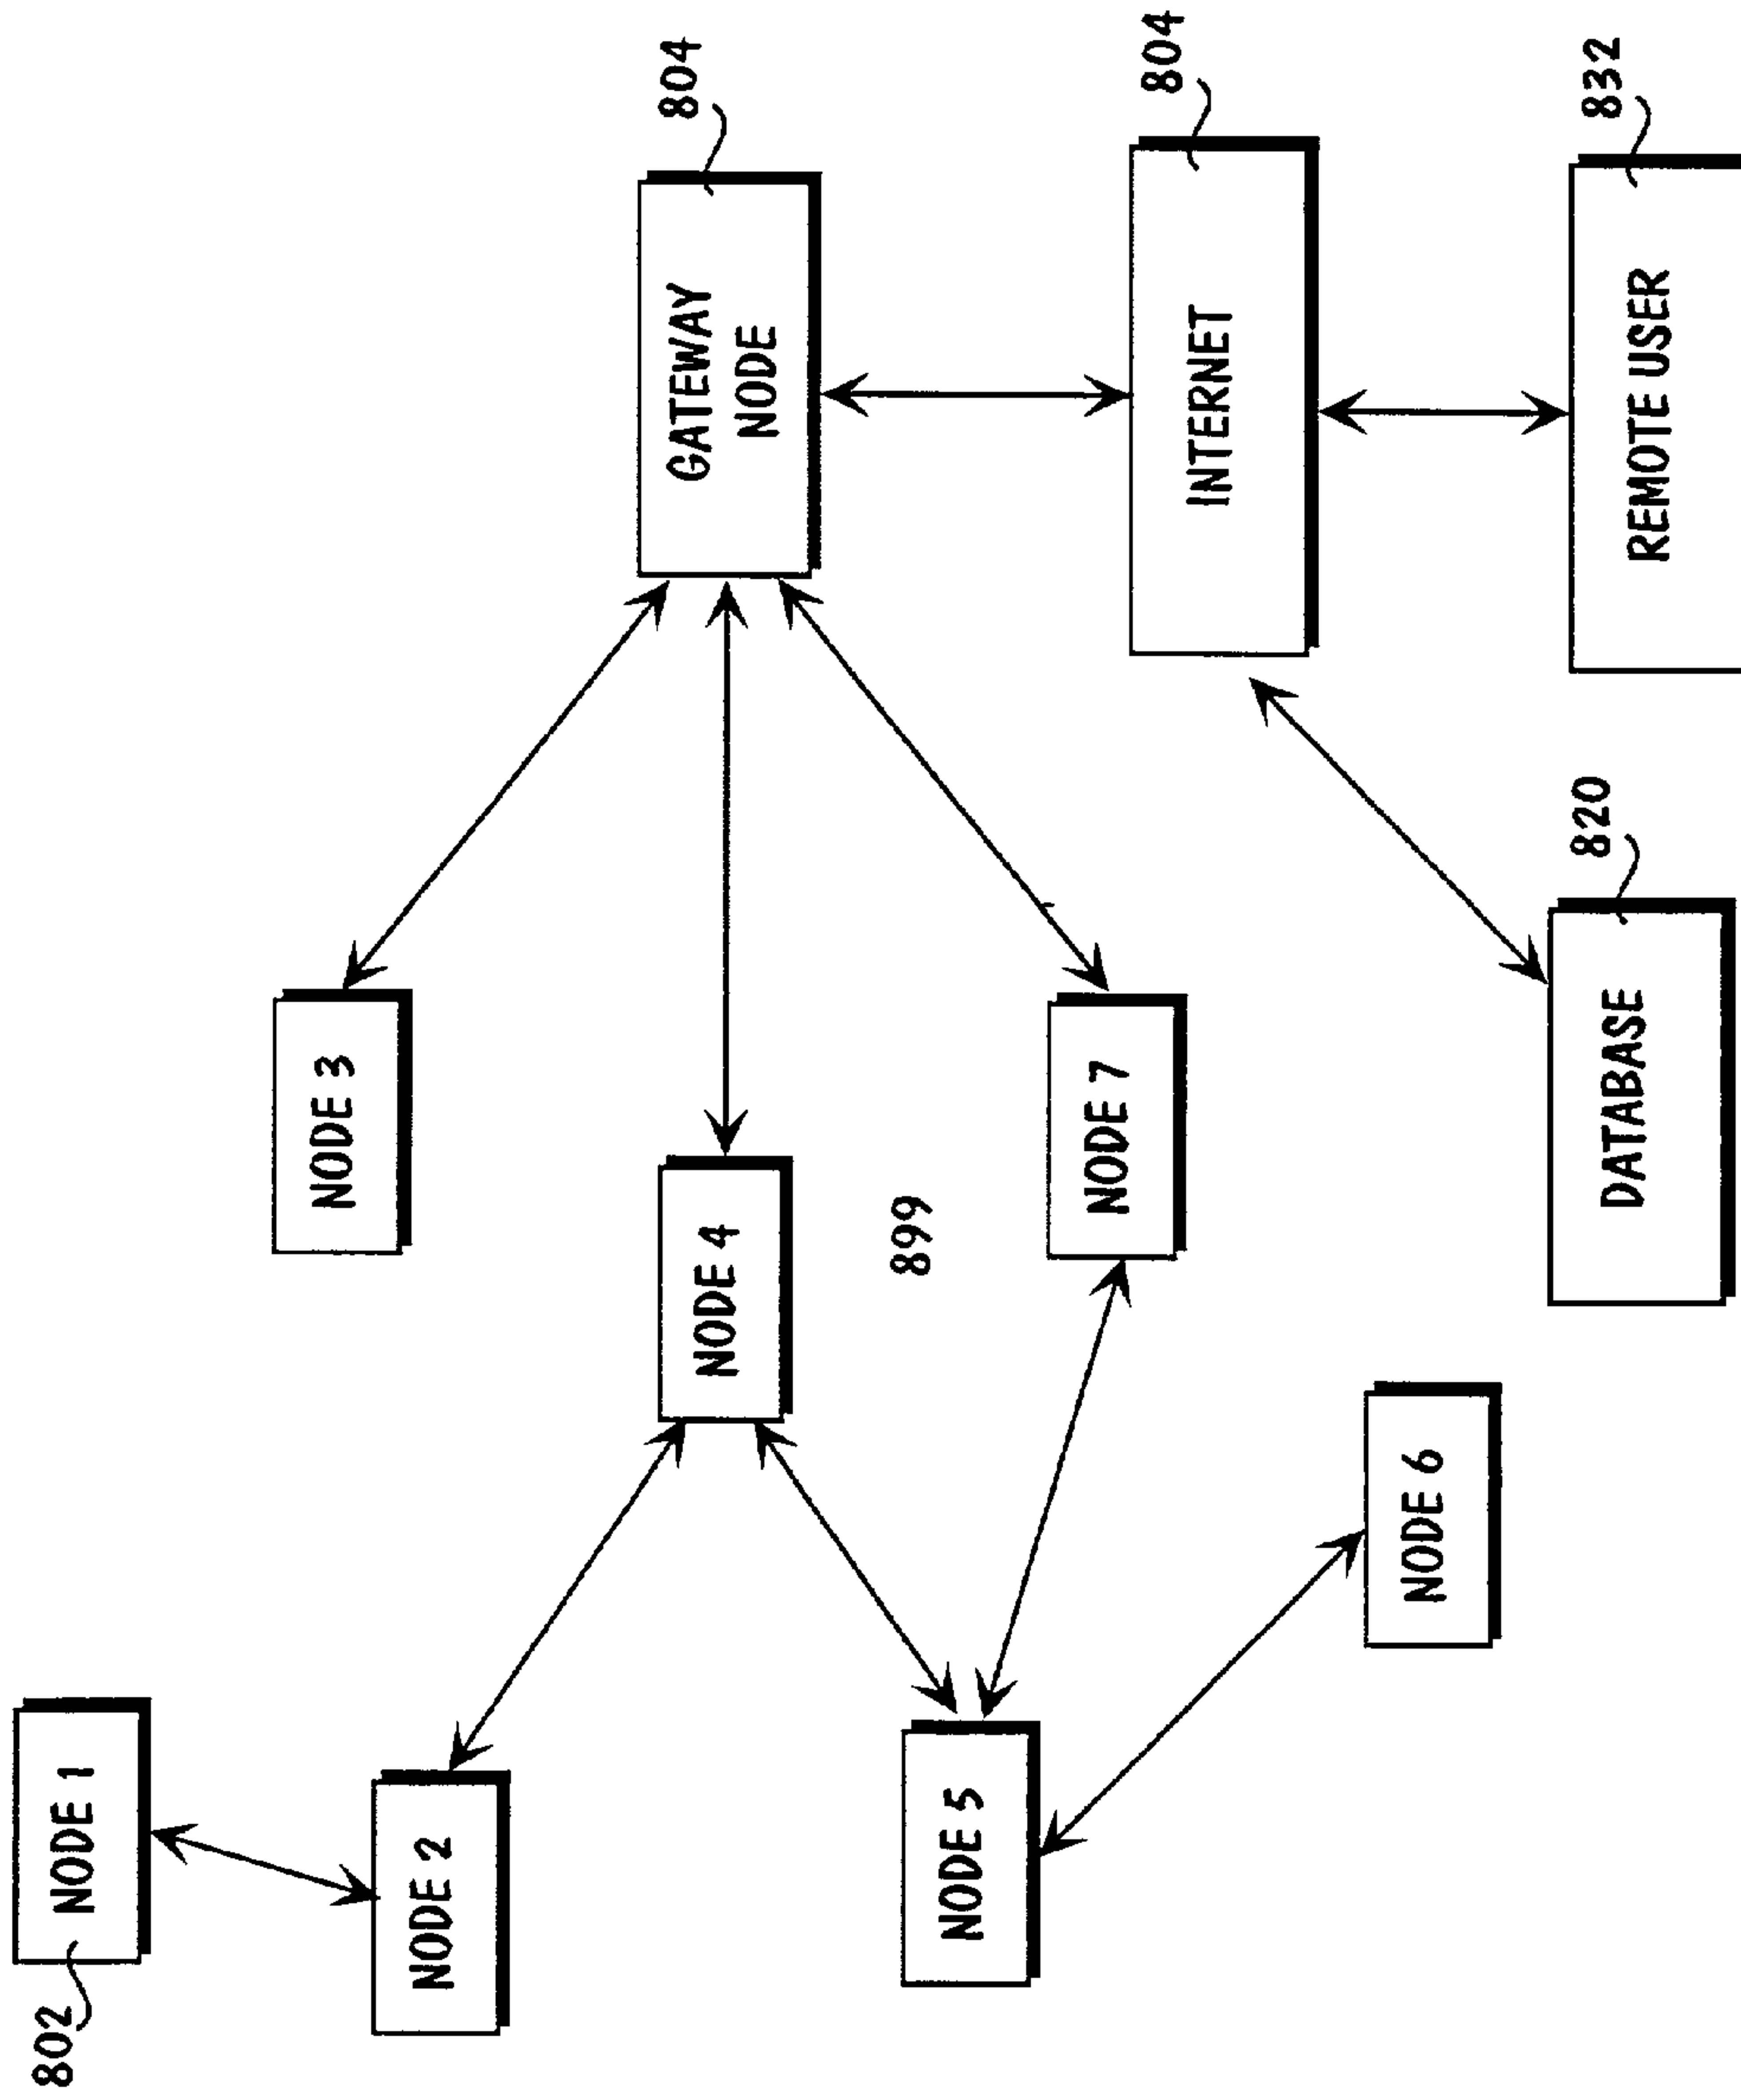 802
NODE 1
NODE 2
NODE 3
804
GATEWAY
NODE
NODE 4
899
NODE 5
NODE 7
804
INTERNET
NODE 6
820
DATABASE
832
REMOTE USER